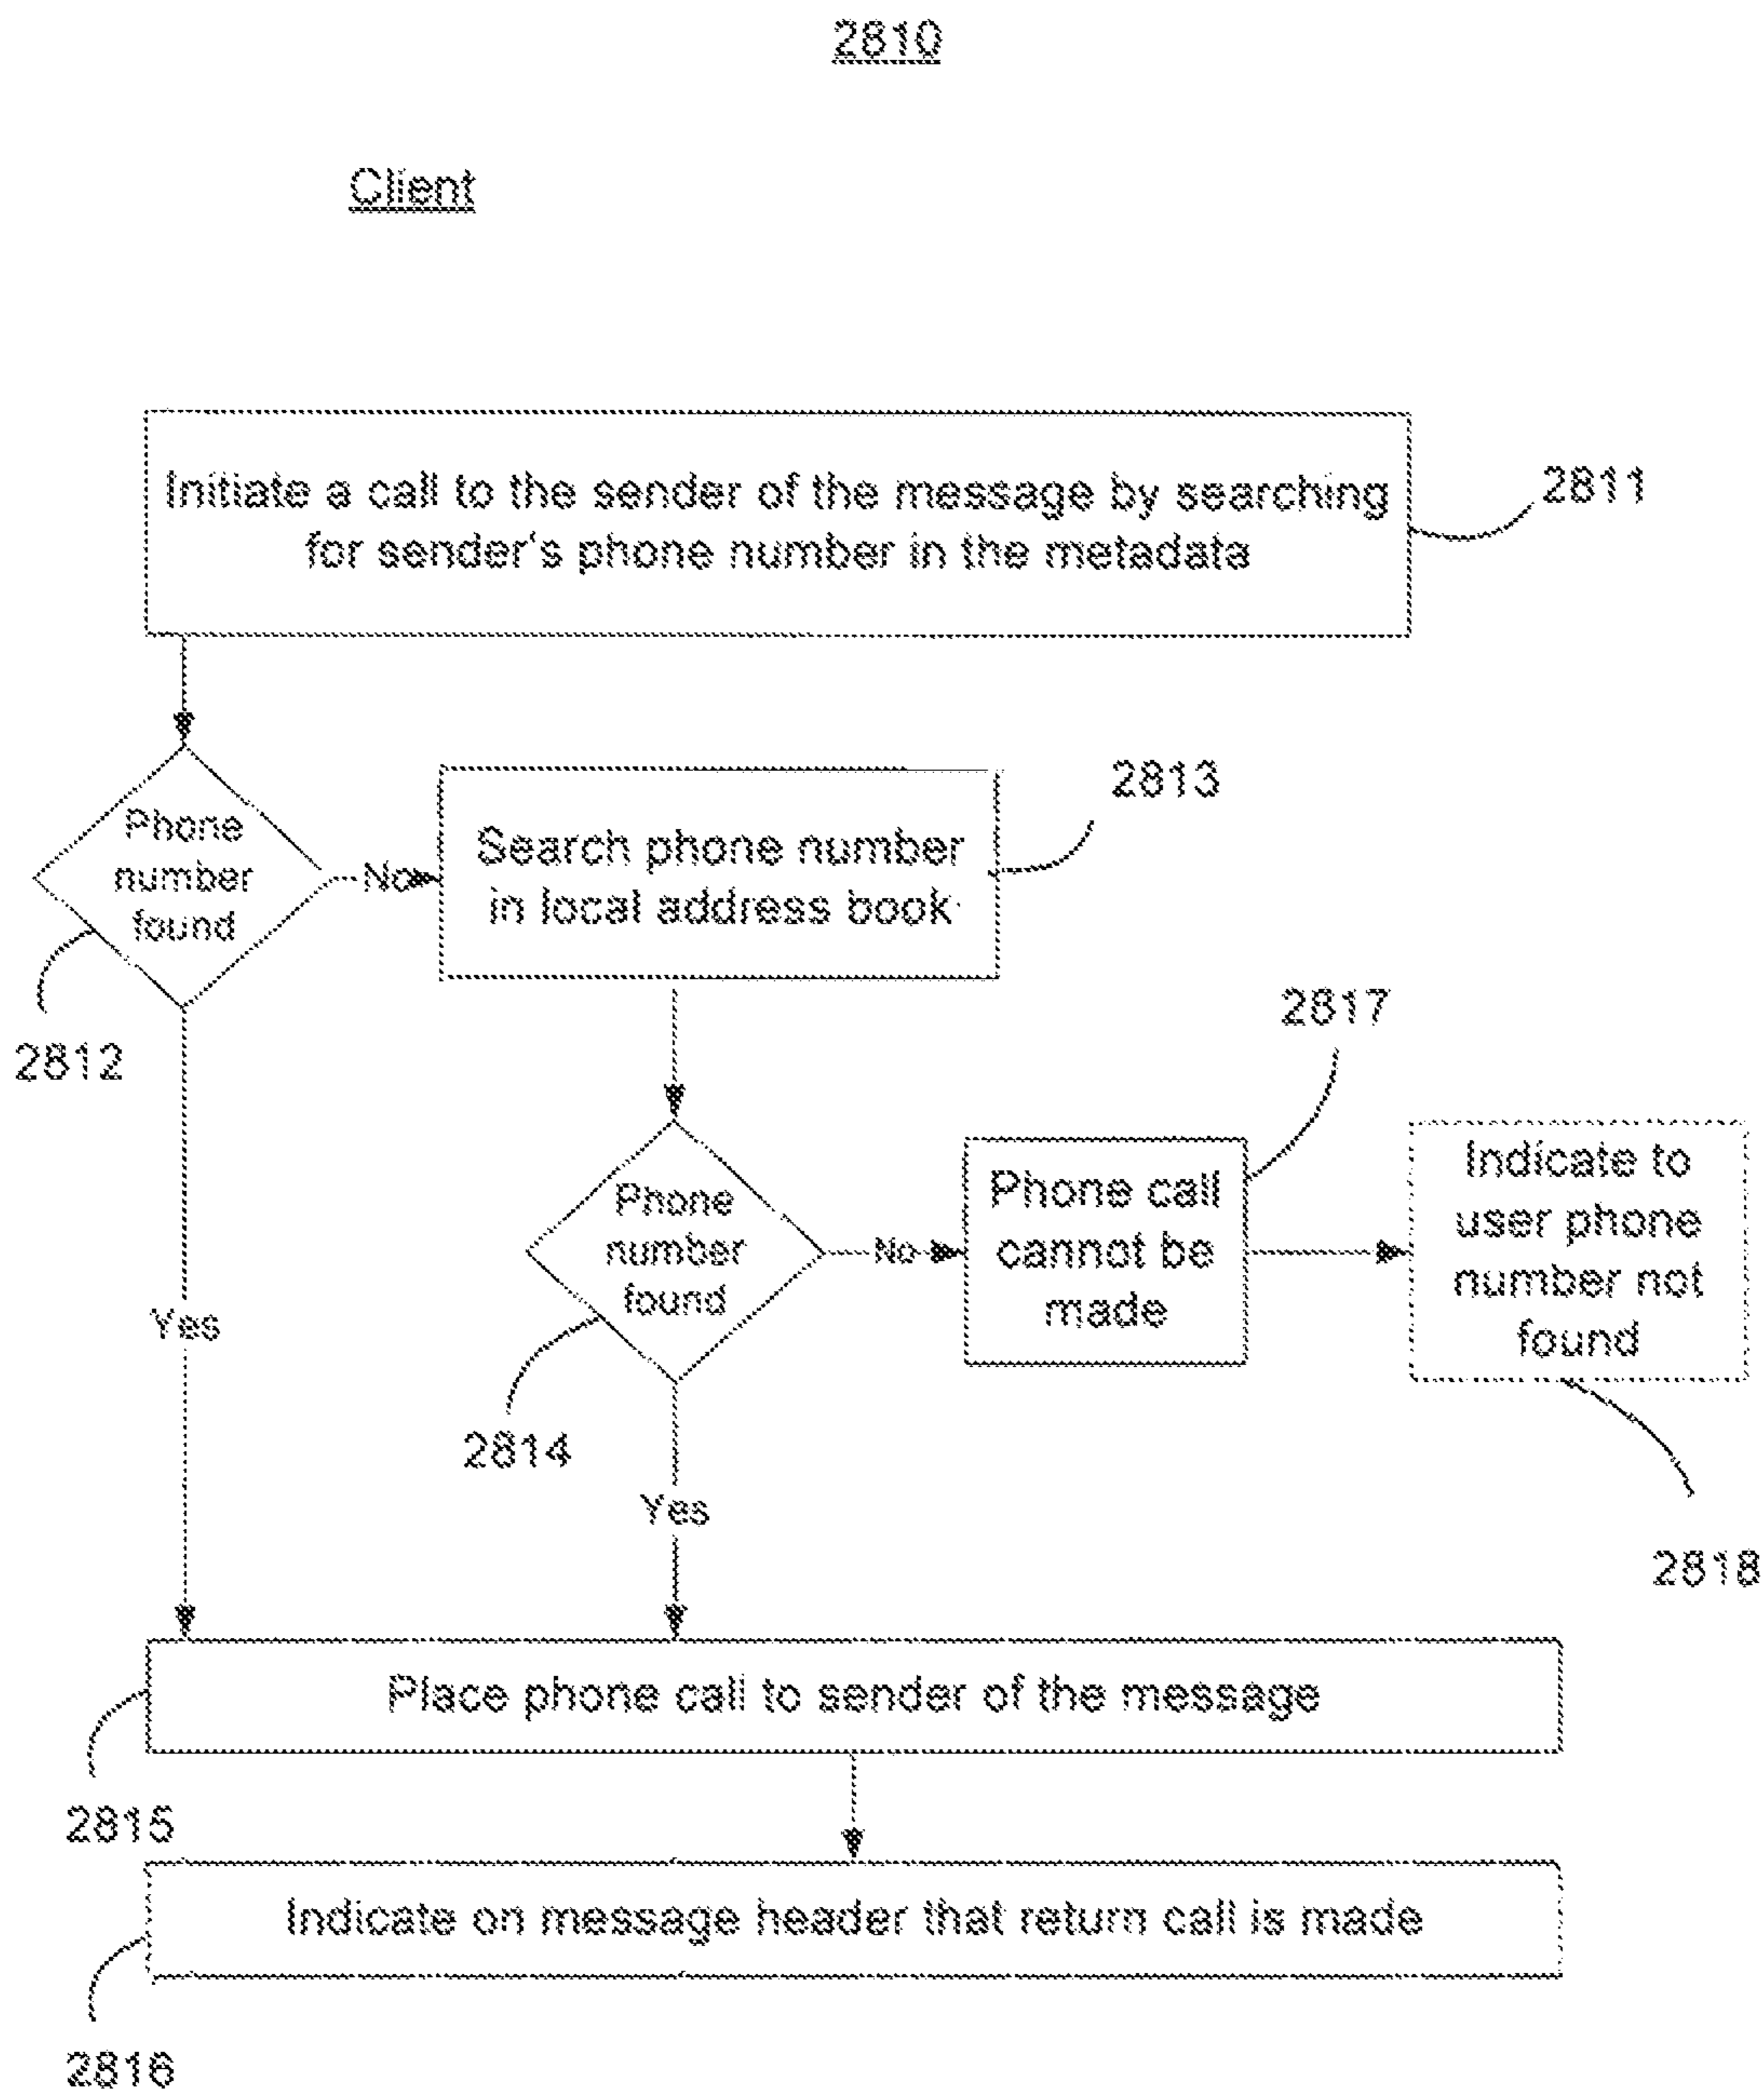 2810
Client
Initiate a call to the sender of the message by searching
for sender's phone number in the metadata
2811
Phone
number
found
No
2812
Search phone number
in local address book
2813
Phone
number
found
No
2814
Phone call
cannot be
made
2817
Indicate to
user phone
number not
found
2818
Yes
Yes
Place phone call to sender of the message
2815
Indicate on message header that return call is made
2816